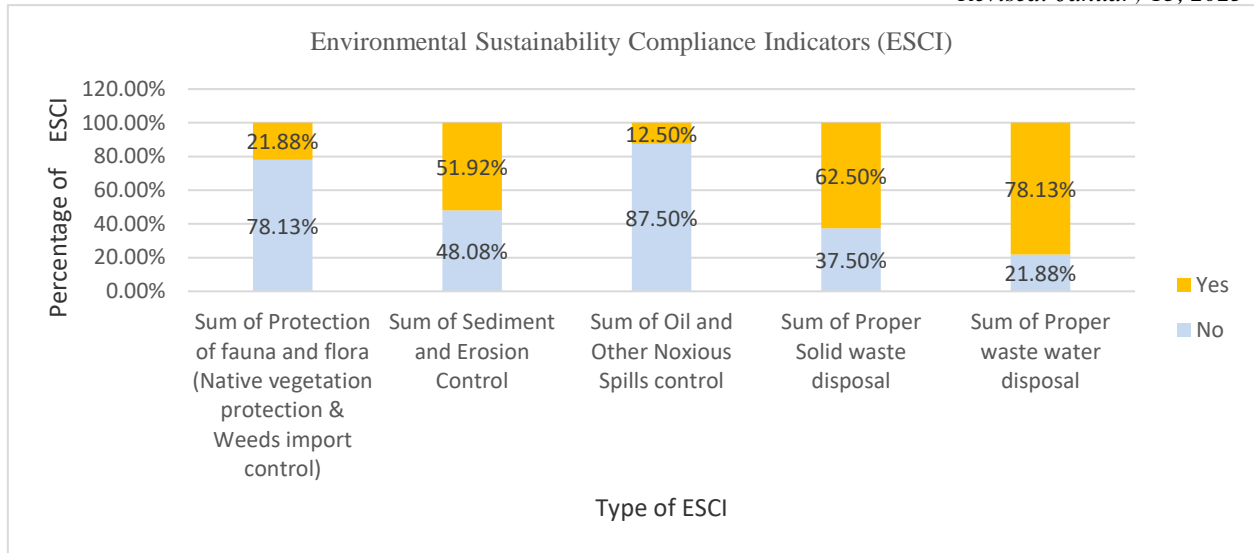 Environmental Sustainability Compliance Indicators (ESCI)
Percentage of ESCI
120.00%
100.00%
80.00%
60.00%
40.00%
20.00%
0.00%
21.88%
78.13%
51.92%
48.08%
12.50%
87.50%
62.50%
37.50%
78.13%
21.88%
Yes
No
Sum of Protection
of fauna and flora
(Native vegetation
protection &
Weeds import
control)
Sum of Sediment
and Erosion
Control
Sum of Oil and
Other Noxious
Spills control
Sum of Proper
Solid waste
disposal
Sum of Proper
waste water
disposal
Type of ESCI